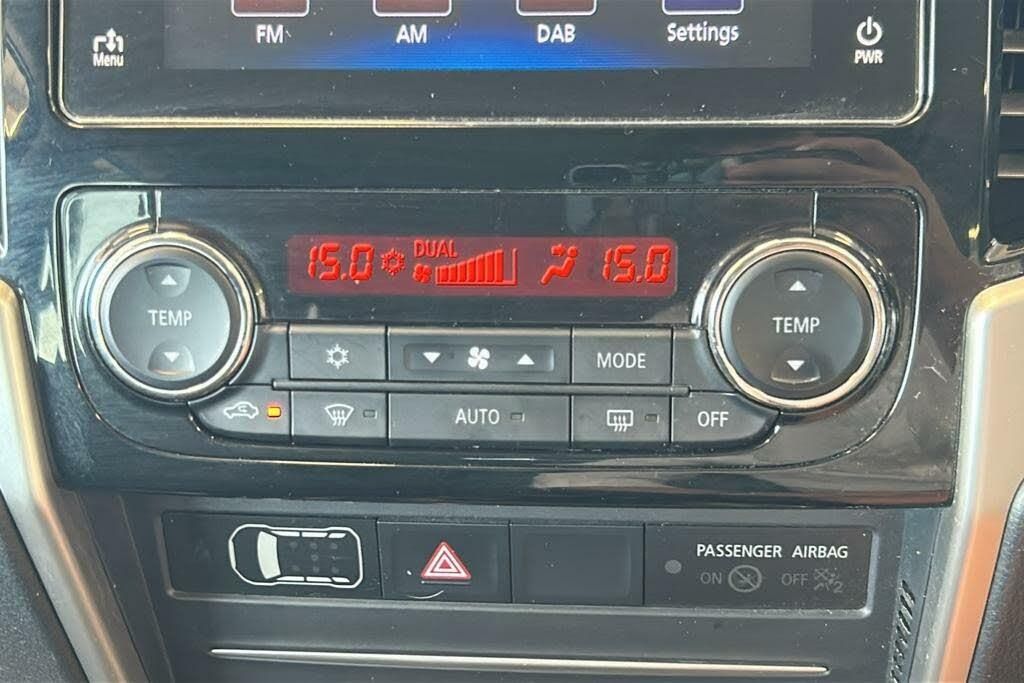 FM AM DAB Settings
Menu PWR
DUAL
15.0 15.0
TEMP TEMP
MODE
AUTO OFF
PASSENGER AIRBAG
ON OFF 2